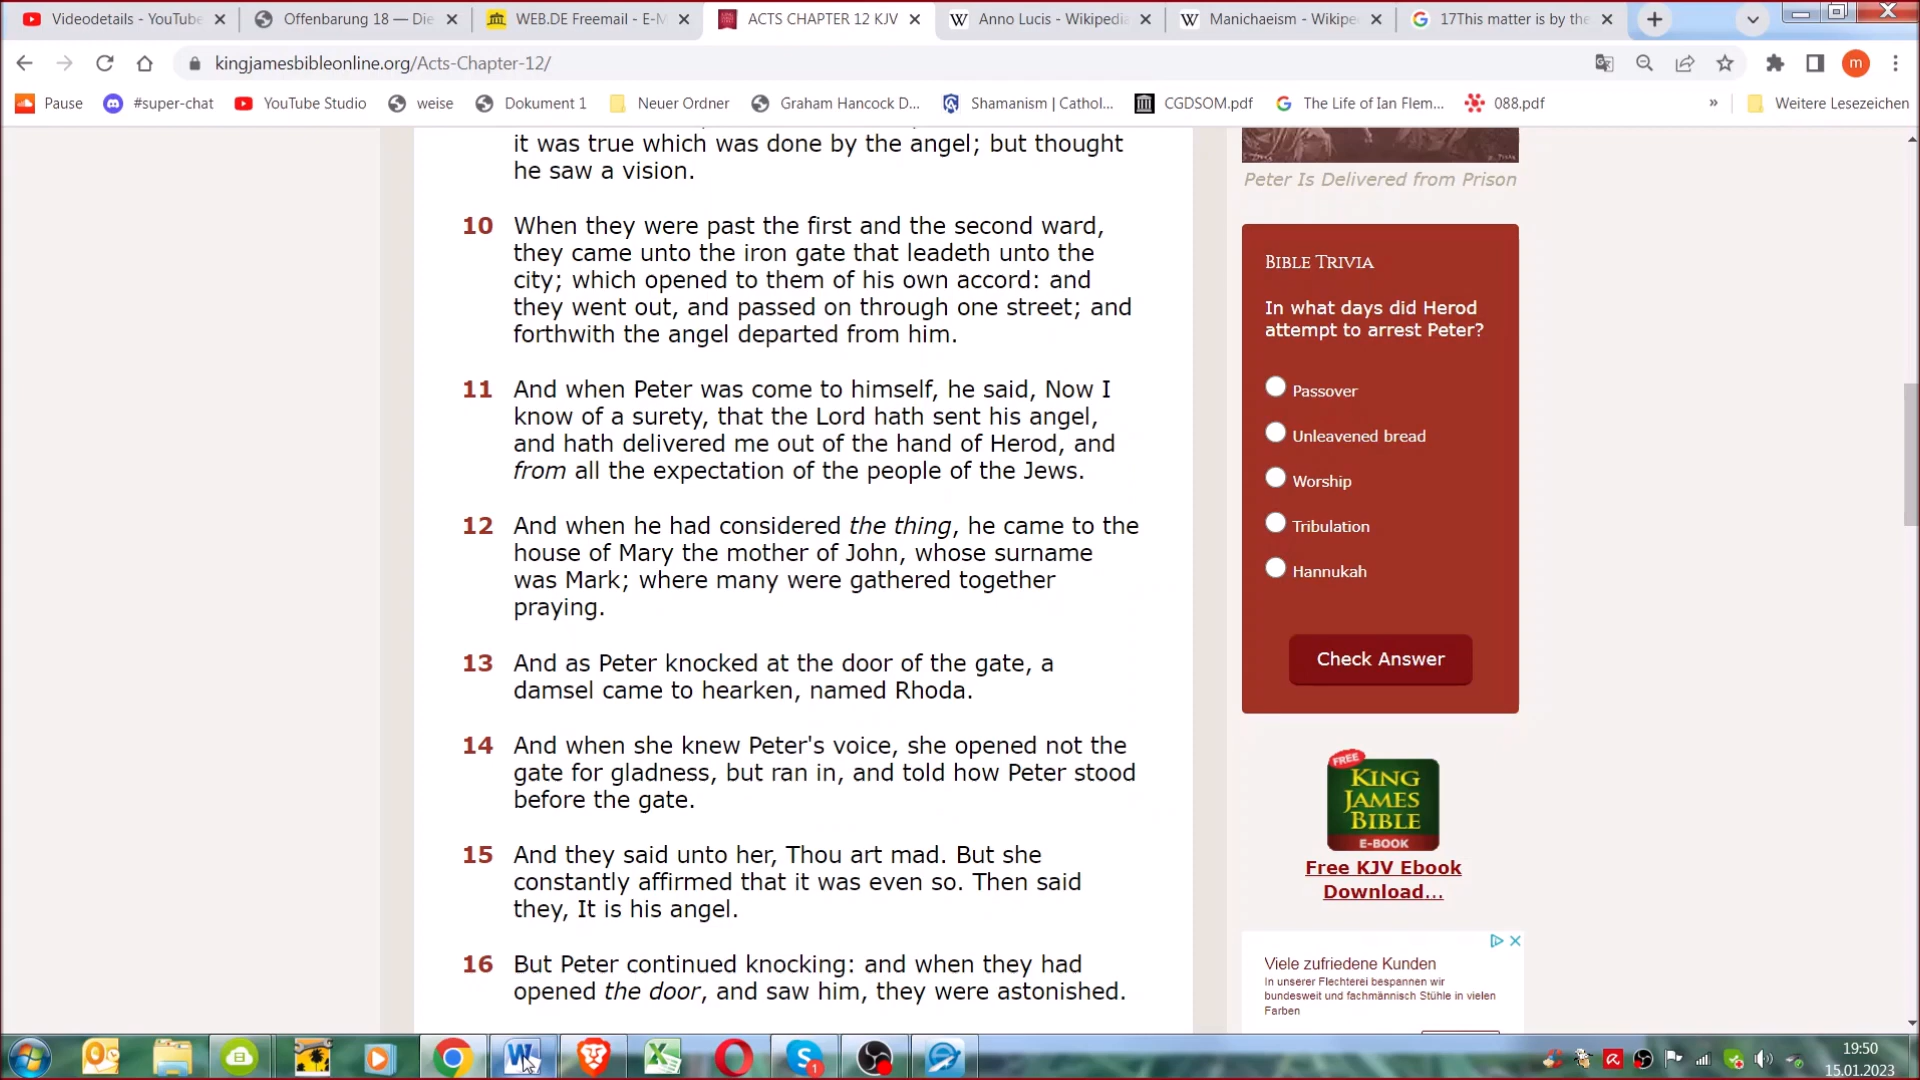 Videodetails - YouTube
Offenbarung 18 — Die
WEB.DE Freemail - E-M
ACTS CHAPTER 12 KJV
Anno Lucis - Wikipedia
Manichaeism - Wikipe
17This matter is by the
kingjamesbibleonline.org/Acts-Chapter-12/
m
Pause
#super-chat
YouTube Studio
weise
Dokument 1
Neuer Ordner
Graham Hancock D...
Shamanism | Cathol...
CGDSOM.pdf
The Life of Ian Flem...
088.pdf
»
Weitere Lesezeichen
it was true which was done by the angel; but thought
he saw a vision.
10 When they were past the first and the second ward,
they came unto the iron gate that leadeth unto the
city; which opened to them of his own accord: and
they went out, and passed on through one street; and
forthwith the angel departed from him.
11 And when Peter was come to himself, he said, Now I
know of a surety, that the Lord hath sent his angel,
and hath delivered me out of the hand of Herod, and
from all the expectation of the people of the Jews.
12 And when he had considered the thing, he came to the
house of Mary the mother of John, whose surname
was Mark; where many were gathered together
praying.
13 And as Peter knocked at the door of the gate, a
damsel came to hearken, named Rhoda.
14 And when she knew Peter's voice, she opened not the
gate for gladness, but ran in, and told how Peter stood
before the gate.
15 And they said unto her, Thou art mad. But she
constantly affirmed that it was even so. Then said
they, It is his angel.
16 But Peter continued knocking: and when they had
opened the door, and saw him, they were astonished.
Peter Is Delivered from Prison
BIBLE TRIVIA
In what days did Herod
attempt to arrest Peter?
Passover
Unleavened bread
Worship
Tribulation
Hannukah
Check Answer
FREE
KING
JAMES
BIBLE
E-BOOK
Free KJV Ebook
Download...
Viele zufriedene Kunden
In unserer Flechterei bespannen wir
bundesweit und fachmännisch Stühle in vielen
Farben
1
19:50
15.01.2023